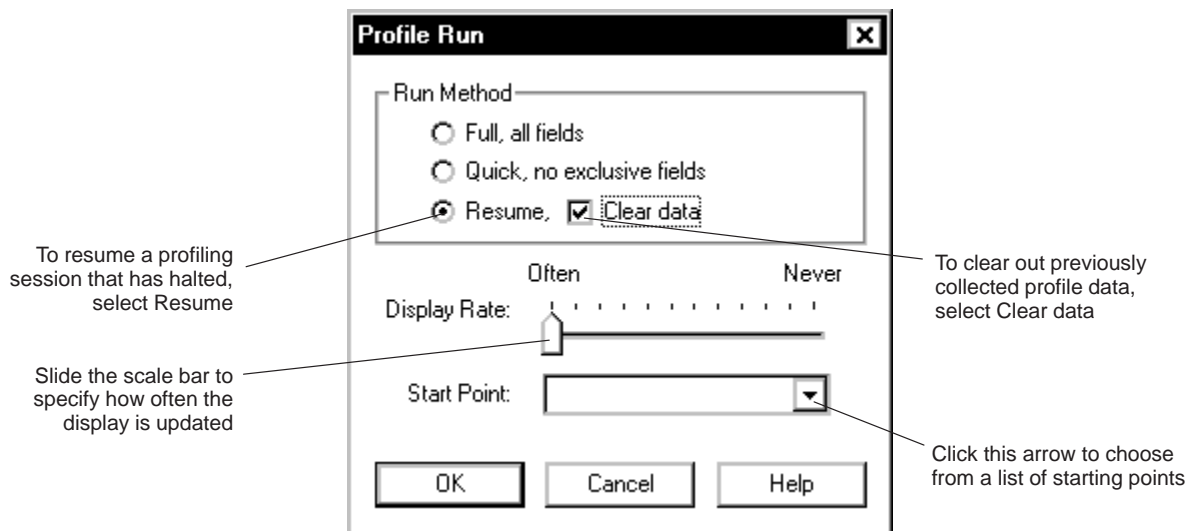 Profile Run
Run Method
Full, all fields
Quick, no exclusive fields
Resume, Clear data
To resume a profiling
session that has halted,
select Resume
To clear out previously
collected profile data,
select Clear data
Often Never
Display Rate:
Slide the scale bar to
specify how often the
display is updated
Start Point:
Click this arrow to choose
from a list of starting points
OK Cancel Help